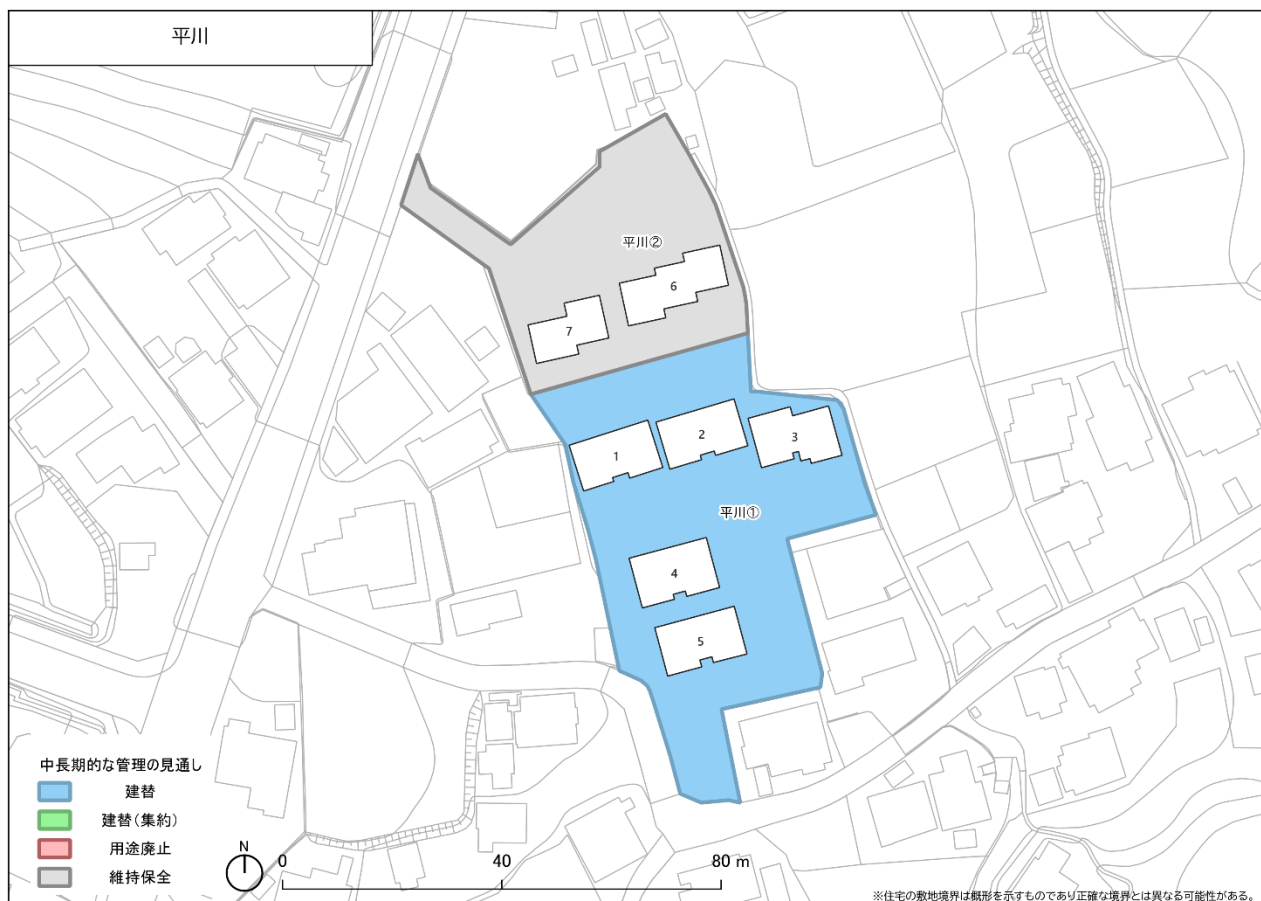 平川
平川②
6
7
1
2
3
平川①
4
5
中長期的な管理の見通し
建替
建替(集約)
用途廃止
維持保全
N
0 40 80 m
※住宅の敷地境界は概形を示すものであり正確な境界とは異なる可能性がある。